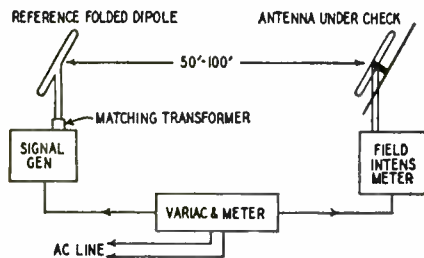 REFERENCE FOLDED DIPOLE
ANTENNA UNDER CHECK
50'-100'
MATCHING TRANSFORMER
SIGNAL
GEN
FIELD
INTENS
METER
VARIAC & METER
AC LINE